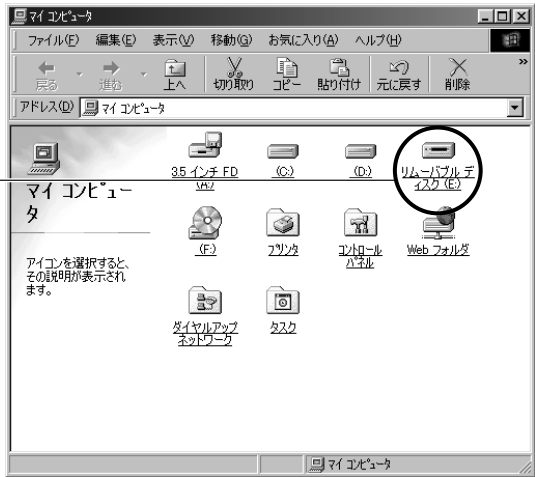 マイ コンピュータ
ファイル(F) 編集(E) 表示(V) 移動(G) お気に入り(A) ヘルプ(H)
戻る 進む 上へ 切り取り コピー 貼り付け 元に戻す 削除 »
アドレス(D) マイ コンピュータ
マイ コンピュー
タ
アイコンを選択すると、
その説明が表示され
ます。
3.5 インチ FD
(A:)
(C:)
(D:)
リムーバブル デ
ィスク (E:)
(F:)
プリンタ
コントロール
パネル
Web フォルダ
ダイヤルアップ
ネットワーク
タスク
マイ コンピュータ